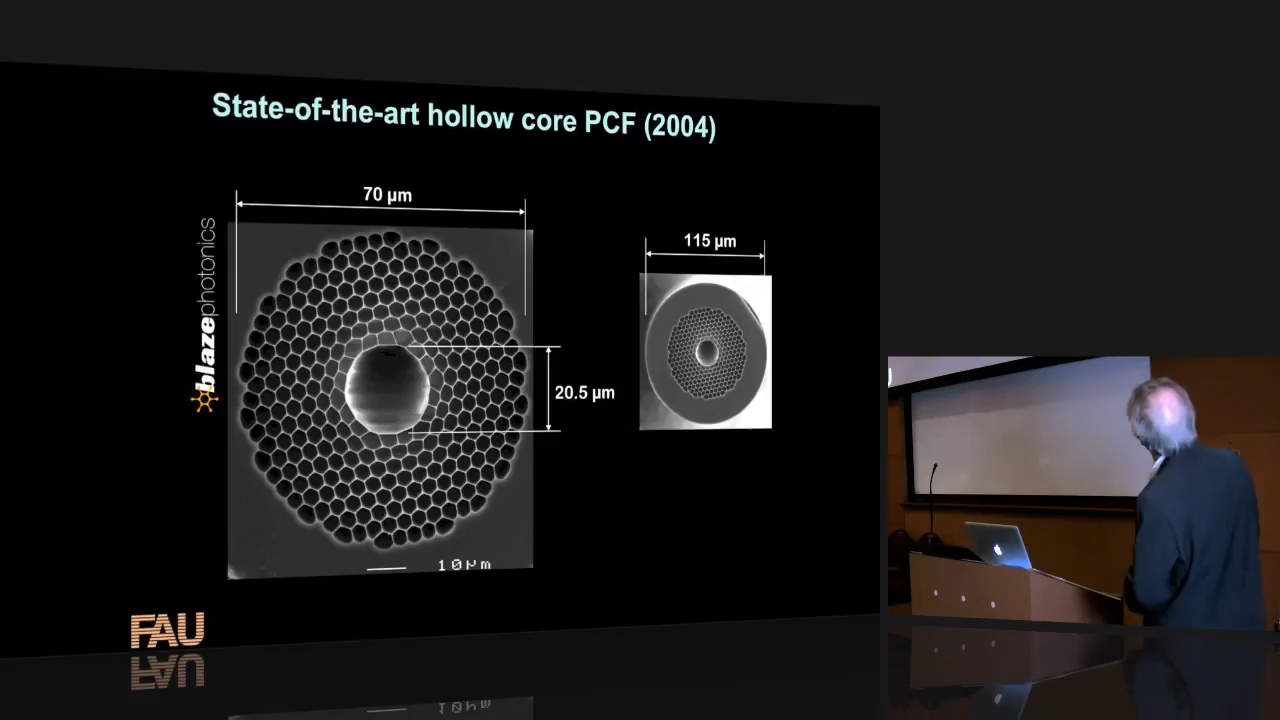 State-of-the-art hollow core PCF (2004)
70 µm
115 µm
blazephotonics
20.5 µm
10µm
FAU